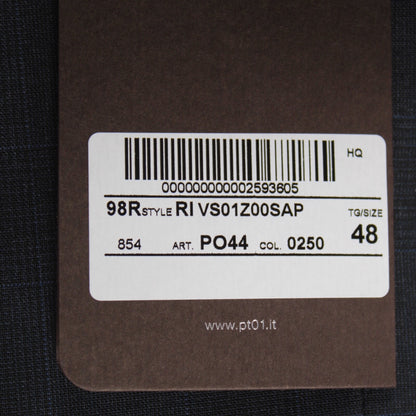 HQ
000000000002593605
98R STYLE RI VS01Z00SAP TG/SIZE
854 ART. PO44 COL. 0250 48
www.pt01.it